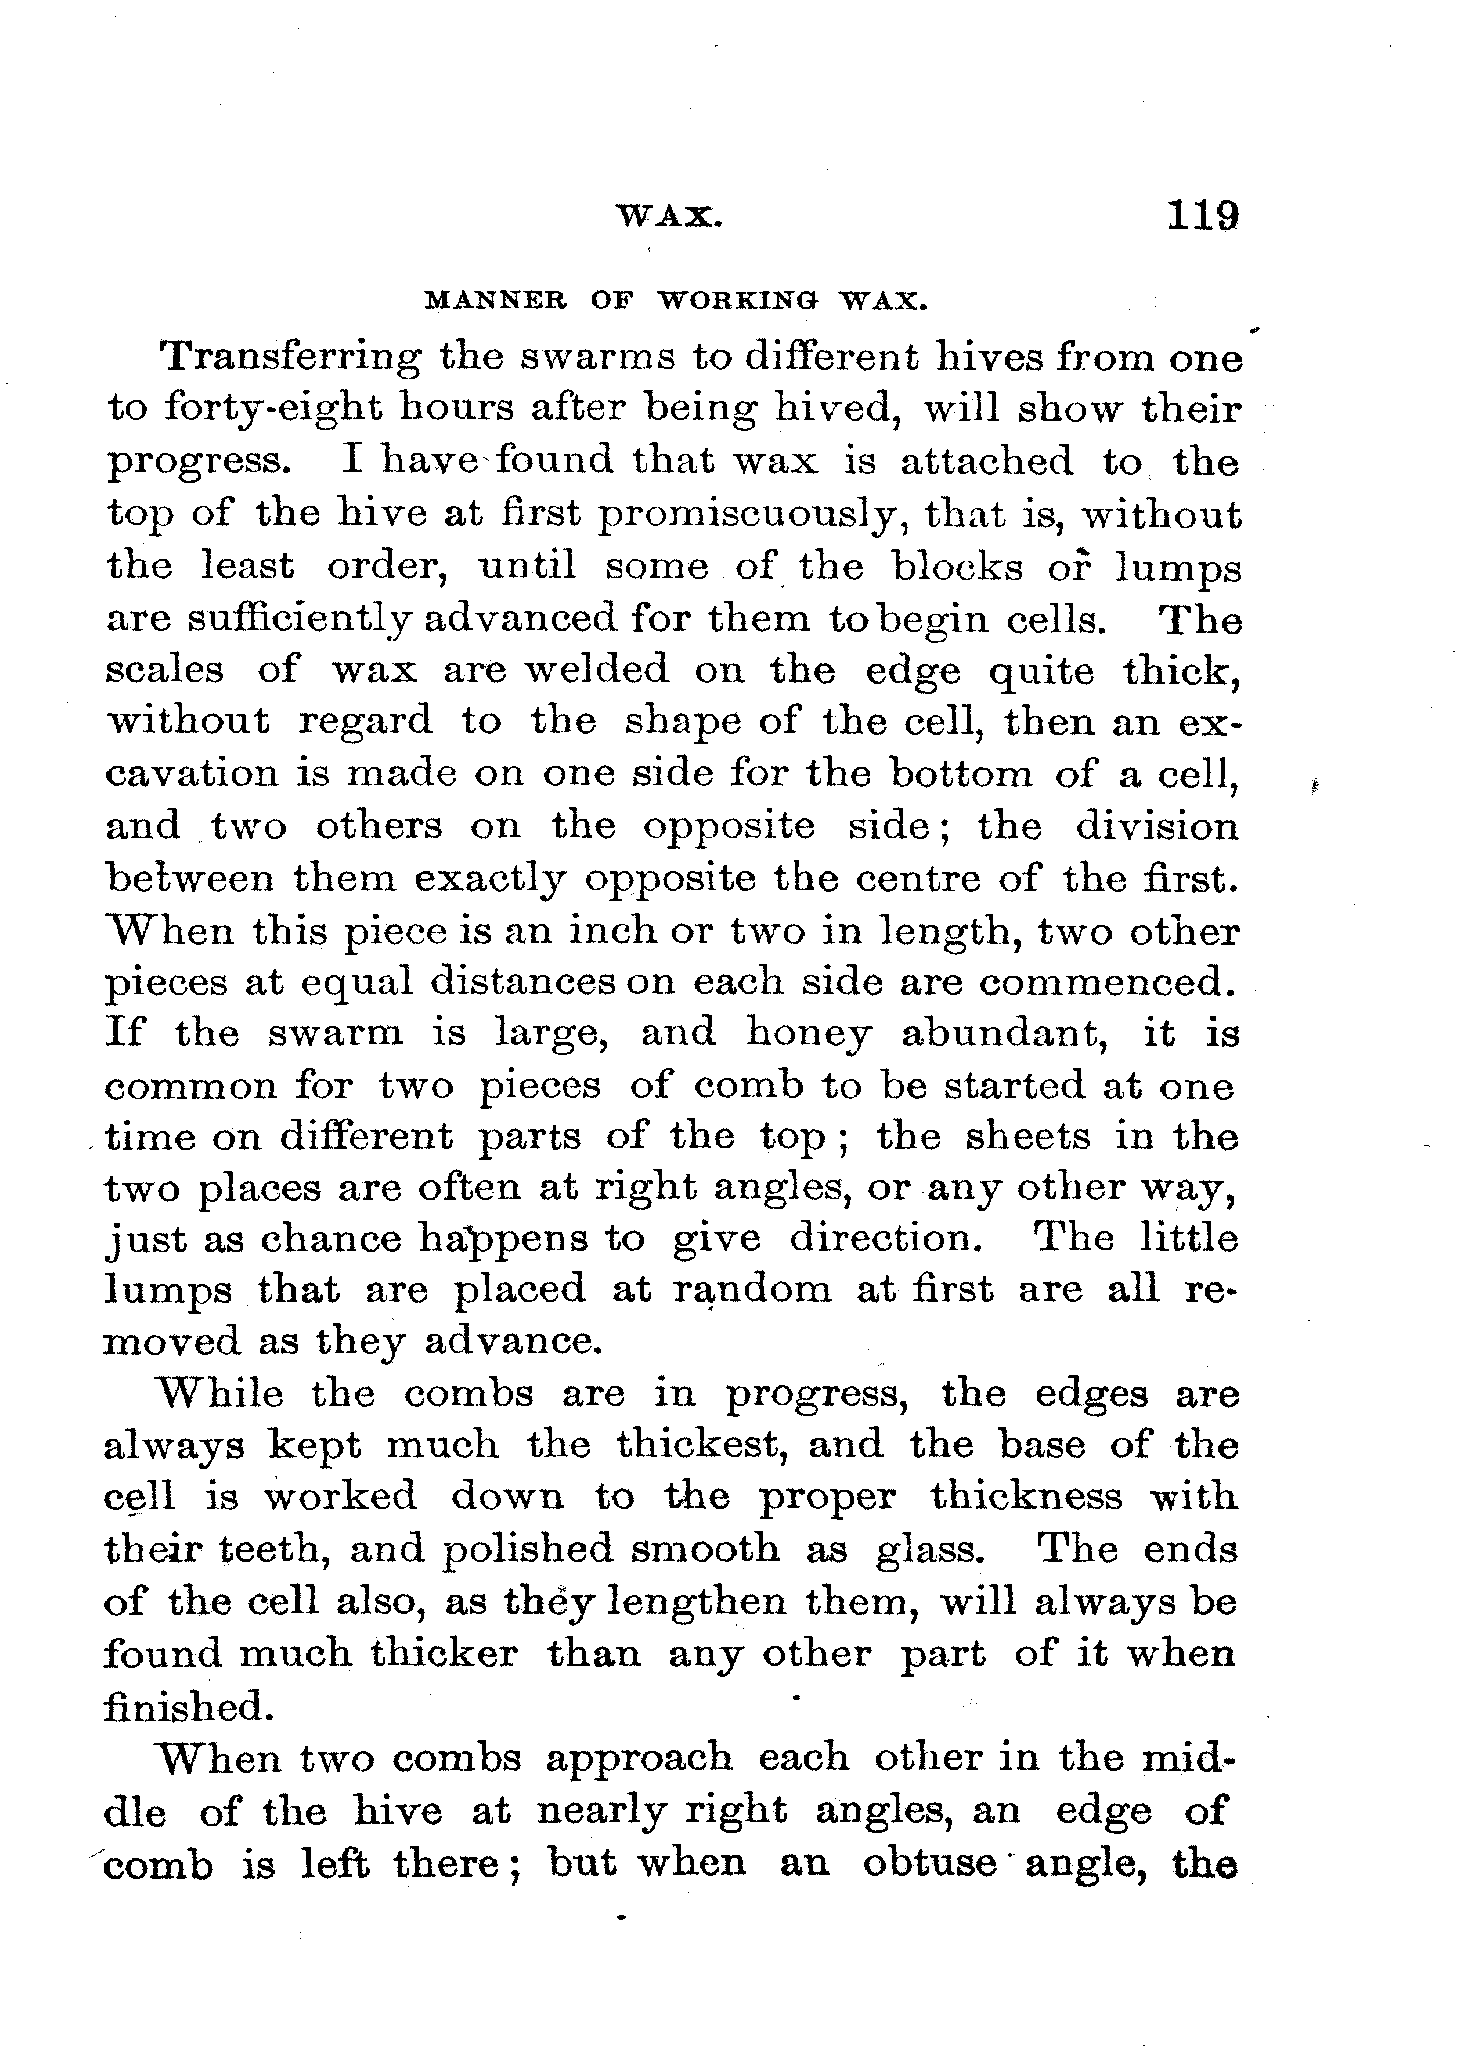 WAX. 119
MANNER OF WORKING WAX.
Transferring the swarms to different hives from one
to forty-eight hours after being hived, will show their
progress. I have found that wax is attached to the
top of the hive at first promiscuously, that is, without
the least order, until some of the blocks or lumps
are sufficiently advanced for them to begin cells. The
scales of wax are welded on the edge quite thick,
without regard to the shape of the cell, then an ex-
cavation is made on one side for the bottom of a cell,
and two others on the opposite side; the division
between them exactly opposite the centre of the first.
When this piece is an inch or two in length, two other
pieces at equal distances on each side are commenced.
If the swarm is large, and honey abundant, it is
common for two pieces of comb to be started at one
time on different parts of the top; the sheets in the
two places are often at right angles, or any other way,
just as chance happens to give direction. The little
lumps that are placed at random at first are all re-
moved as they advance.
While the combs are in progress, the edges are
always kept much the thickest, and the base of the
cell is worked down to the proper thickness with
their teeth, and polished smooth as glass. The ends
of the cell also, as they lengthen them, will always be
found much thicker than any other part of it when
finished.
When two combs approach each other in the mid-
dle of the hive at nearly right angles, an edge of
comb is left there; but when an obtuse angle, the